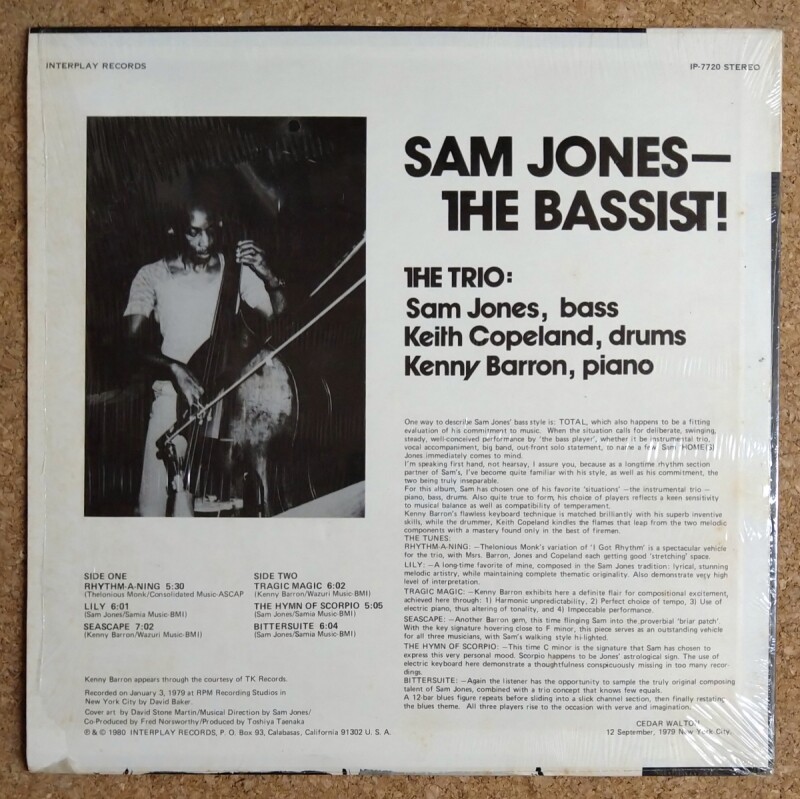 INTERPLAY RECORDS
IP-7720 STEREO
SAM JONES—
THE BASSIST!
THE TRIO:
Sam Jones, bass
Keith Copeland, drums
Kenny Barron, piano
One way to describe Sam Jones' bass style is: TOTAL, which also happens to be a fitting
evaluation of his commitment to music. When the situation calls for deliberate, swinging,
steady, well-conceived performance by 'the bass player', whether it be instrumental trio,
vocal accompaniment, big band, out-front solo statement, to name a few, Sam 'HOME(S)
Jones immediately comes to mind.
I'm speaking first hand, not hearsay, I assure you, because as a longtime rhythm section
partner of Sam's, I've become quite familiar with his style, as well as his commitment, the
two being truly inseparable.
For this album, Sam has chosen one of his favorite 'situations' —the instrumental trio —
piano, bass, drums. Also quite true to form, his choice of players reflects a keen sensitivity
to musical balance as well as compatibility of temperament.
Kenny Barron's flawless keyboard technique is matched brilliantly with his superb inventive
skills, while the drummer, Keith Copeland kindles the flames that leap from the two melodic
components with a mastery found only in the best of firemen.
THE TUNES:
RHYTHM-A-NING: —Thelonious Monk's variation of 'I Got Rhythm' is a spectacular vehicle
for the trio, with Mrs. Barron, Jones and Copeland each getting good 'stretching' space.
LILY: —A long-time favorite of mine, composed in the Sam Jones tradition: lyrical, stunning
melodic artistry, while maintaining complete thematic originality. Also demonstrate very high
level of interpretation.
TRAGIC MAGIC: —Kenny Barron exhibits here a definite flair for compositional excitement,
achieved here through: 1) Harmonic unpredictability, 2) Perfect choice of tempo, 3) Use of
electric piano, thus altering of tonality, and 4) Impeccable performance.
SEASCAPE: —Another Barron gem, this time flinging Sam into the proverbial 'briar patch'.
With the key signature hovering close to F minor, this piece serves as an outstanding vehicle
for all three musicians, with Sam's walking style hi-lighted.
THE HYMN OF SCORPIO: —This time C minor is the signature that Sam has chosen to
express this very personal mood. Scorpio happens to be Jones' astrological sign. The use of
electric keyboard here demonstrate a thoughtfulness conspicuously missing in too many recor-
dings.
BITTERSUITE: —Again the listener has the opportunity to sample the truly original composing
talent of Sam Jones, combined with a trio concept that knows few equals.
A 12-bar blues figure repeats before sliding into a slick channel section, then finally restating
the blues theme. All three players rise to the occasion with verve and imagination.
CEDAR WALTON
12 September, 1979 New York City.
SIDE ONE
RHYTHM-A-NING 5:30
(Thelonious Monk/Consolidated Music-ASCAP
LILY 6:01
(Sam Jones/Samia Music-BMI)
SEASCAPE 7:02
(Kenny Barron/Wazuri Music-BMI)
SIDE TWO
TRAGIC MAGIC 6:02
(Kenny Barron/Wazuri Music-BMI)
THE HYMN OF SCORPIO 5:05
(Sam Jones/Samia Music-BMI)
BITTERSUITE 6:04
(Sam Jones/Samia Music-BMI)
Kenny Barron appears through the courtesy of TK Records.
Recorded on January 3, 1979 at RPM Recording Studios in
New York City by David Baker.
Cover art by David Stone Martin/Musical Direction by Sam Jones/
Co-Produced by Fred Norsworthy/Produced by Toshiya Taenaka
℗ & © 1980 INTERPLAY RECORDS, P. O. Box 93, Calabasas, California 91302 U. S. A.